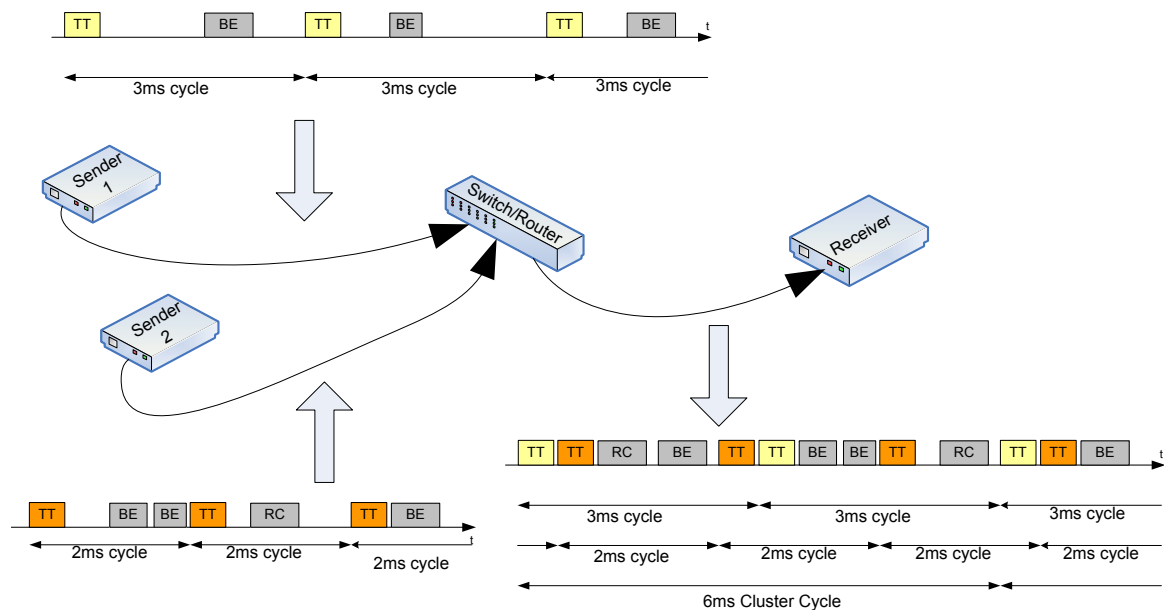 TT BE TT BE TT BE t
3ms cycle 3ms cycle 3ms cycle
Sender
1
Switch/Router
Receiver
Sender
2
TT TT RC BE TT TT BE BE TT RC TT TT BE t
3ms cycle 3ms cycle 3ms cycle
2ms cycle 2ms cycle 2ms cycle 2ms cycle
6ms Cluster Cycle
TT BE BE TT RC TT BE
2ms cycle 2ms cycle 2ms cycle t